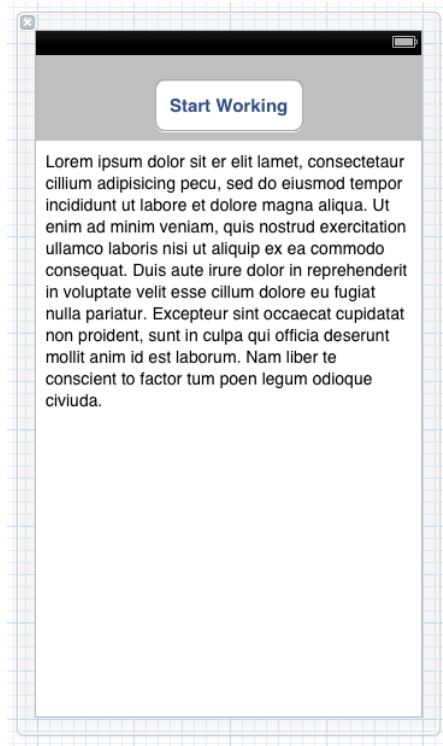 Start Working
Lorem ipsum dolor sit er elit lamet, consectetaur
cillium adipisicing pecu, sed do eiusmod tempor
incididunt ut labore et dolore magna aliqua. Ut
enim ad minim veniam, quis nostrud exercitation
ullamco laboris nisi ut aliquip ex ea commodo
consequat. Duis aute irure dolor in reprehenderit
in voluptate velit esse cillum dolore eu fugiat
nulla pariatur. Excepteur sint occaecat cupidatat
non proident, sunt in culpa qui officia deserunt
mollit anim id est laborum. Nam liber te
conscient to factor tum poen legum odioque
civiuda.